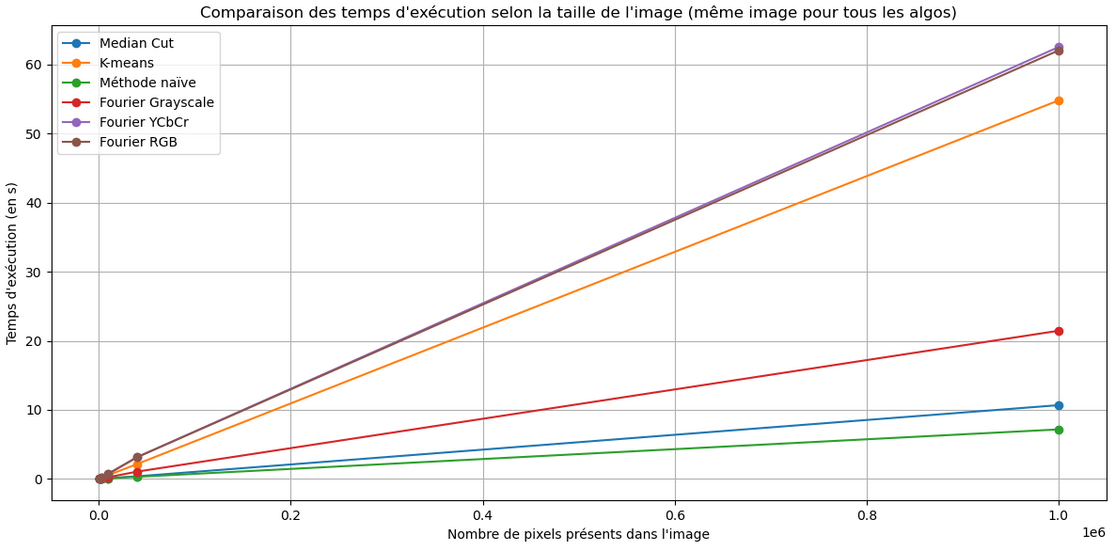 Comparaison des temps d'exécution selon la taille de l'image (même image pour tous les algos)
Median Cut
K-means
Méthode naïve
Fourier Grayscale
Fourier YCbCr
Fourier RGB
Temps d'exécution (en s)
60
50
40
30
20
10
0
0.0
0.2
0.4
0.6
0.8
1.0
1e6
Nombre de pixels présents dans l'image